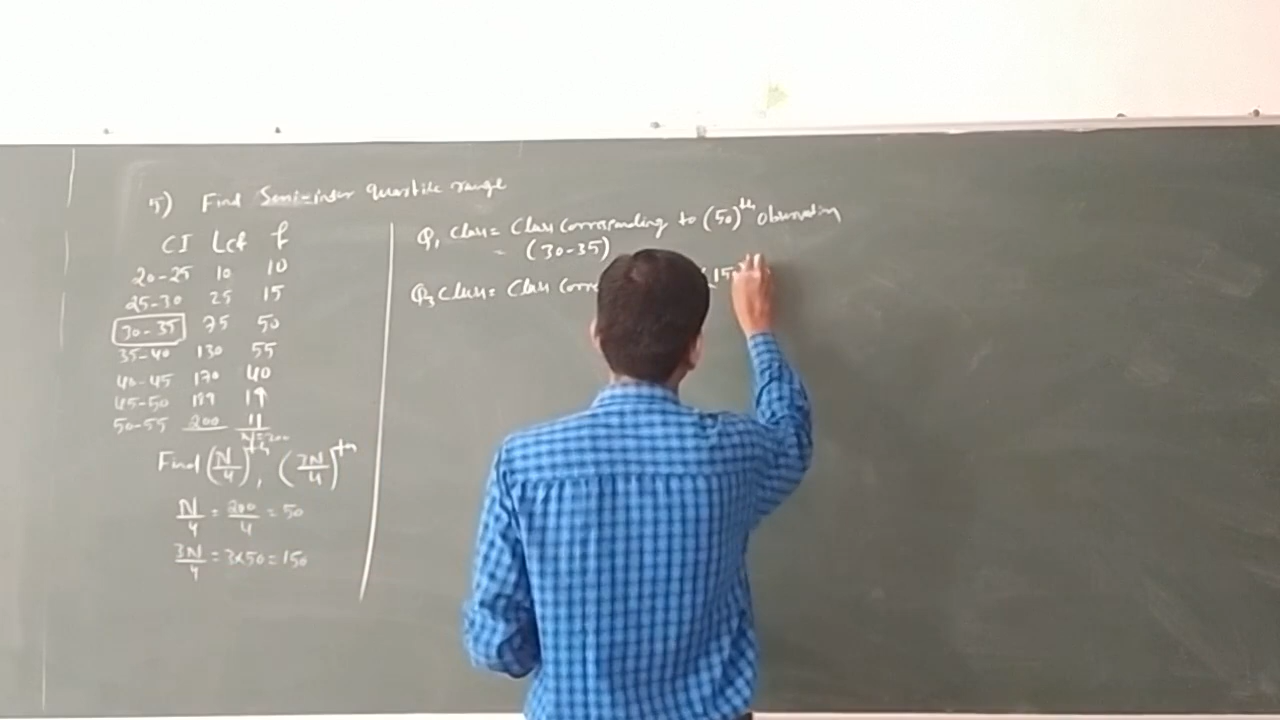 5) Find Semi-inter quartile range
CI Lcf f
20-25 10 10
25-30 25 15
30-35 75 50
35-40 130 55
40-45 170 40
45-50 189 19
50-55 200 11
N=200
Find (N/4)th, (3N/4)th
N/4 = 200/4 = 50
3N/4 = 3x50 = 150
Q1 Class = Class Corresponding to (50)th Observation
= (30-35)
Q3 Class = Class Corre (150)th